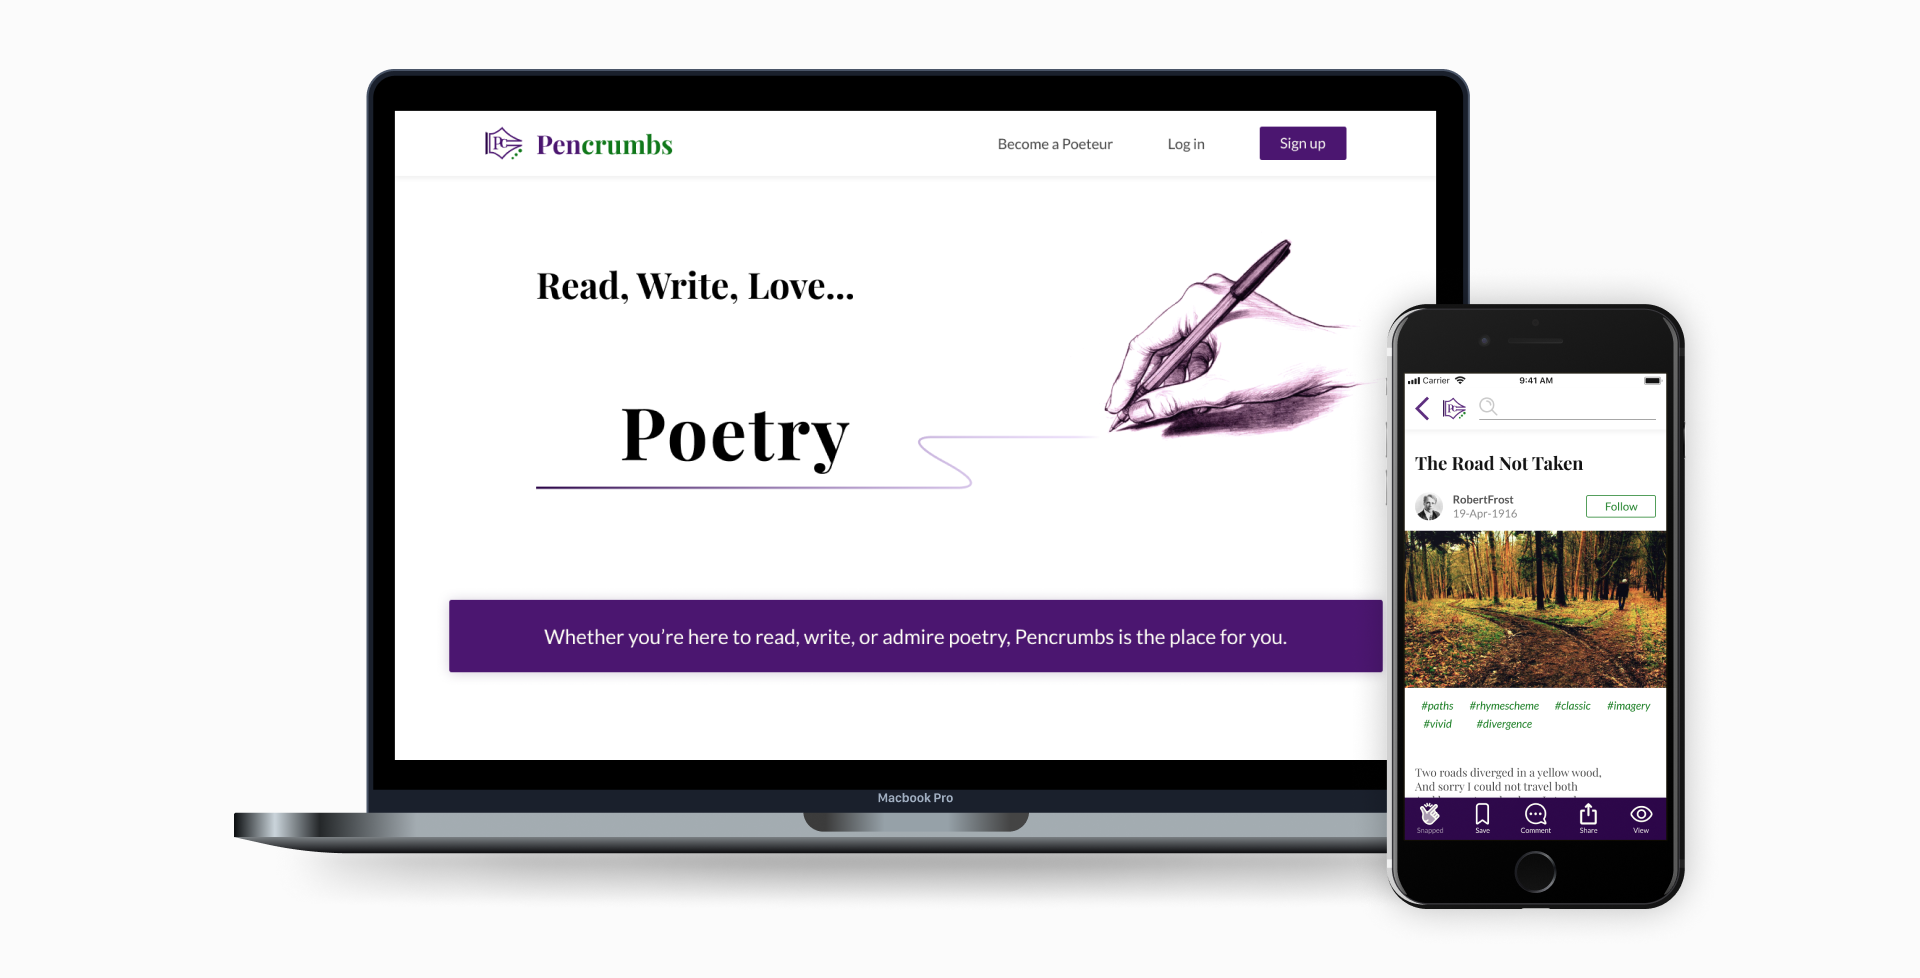 Pencrumbs
Become a Poeteur
Log in
Sign up
Read, Write, Love...
Poetry
Whether you're here to read, write, or admire poetry, Pencrumbs is the place for you.
Macbook Pro
Carrier
9:41 AM
PC
The Road Not Taken
RobertFrost
19-Apr-1916
Follow
#paths #rhymescheme #classic #imagery
#vivid #divergence
Two roads diverged in a yellow wood,
And sorry I could not travel both
Snapped
Save
Comment
Share
View